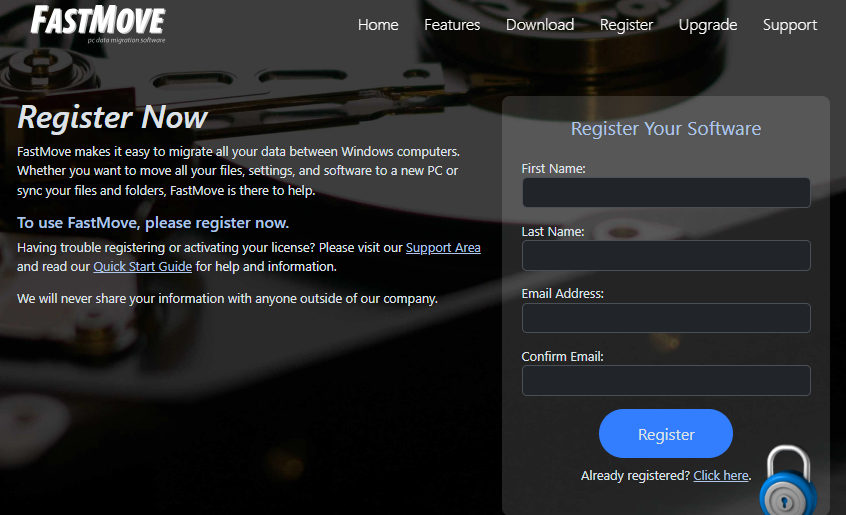 FASTMOVE
pc data migration software
Home Features Download Register Upgrade Support
Register Now
FastMove makes it easy to migrate all your data between Windows computers.
Whether you want to move all your files, settings, and software to a new PC or
sync your files and folders, FastMove is there to help.
To use FastMove, please register now.
Having trouble registering or activating your license? Please visit our Support Area
and read our Quick Start Guide for help and information.
We will never share your information with anyone outside of our company.
Register Your Software
First Name:
Last Name:
Email Address:
Confirm Email:
Register
Already registered? Click here.